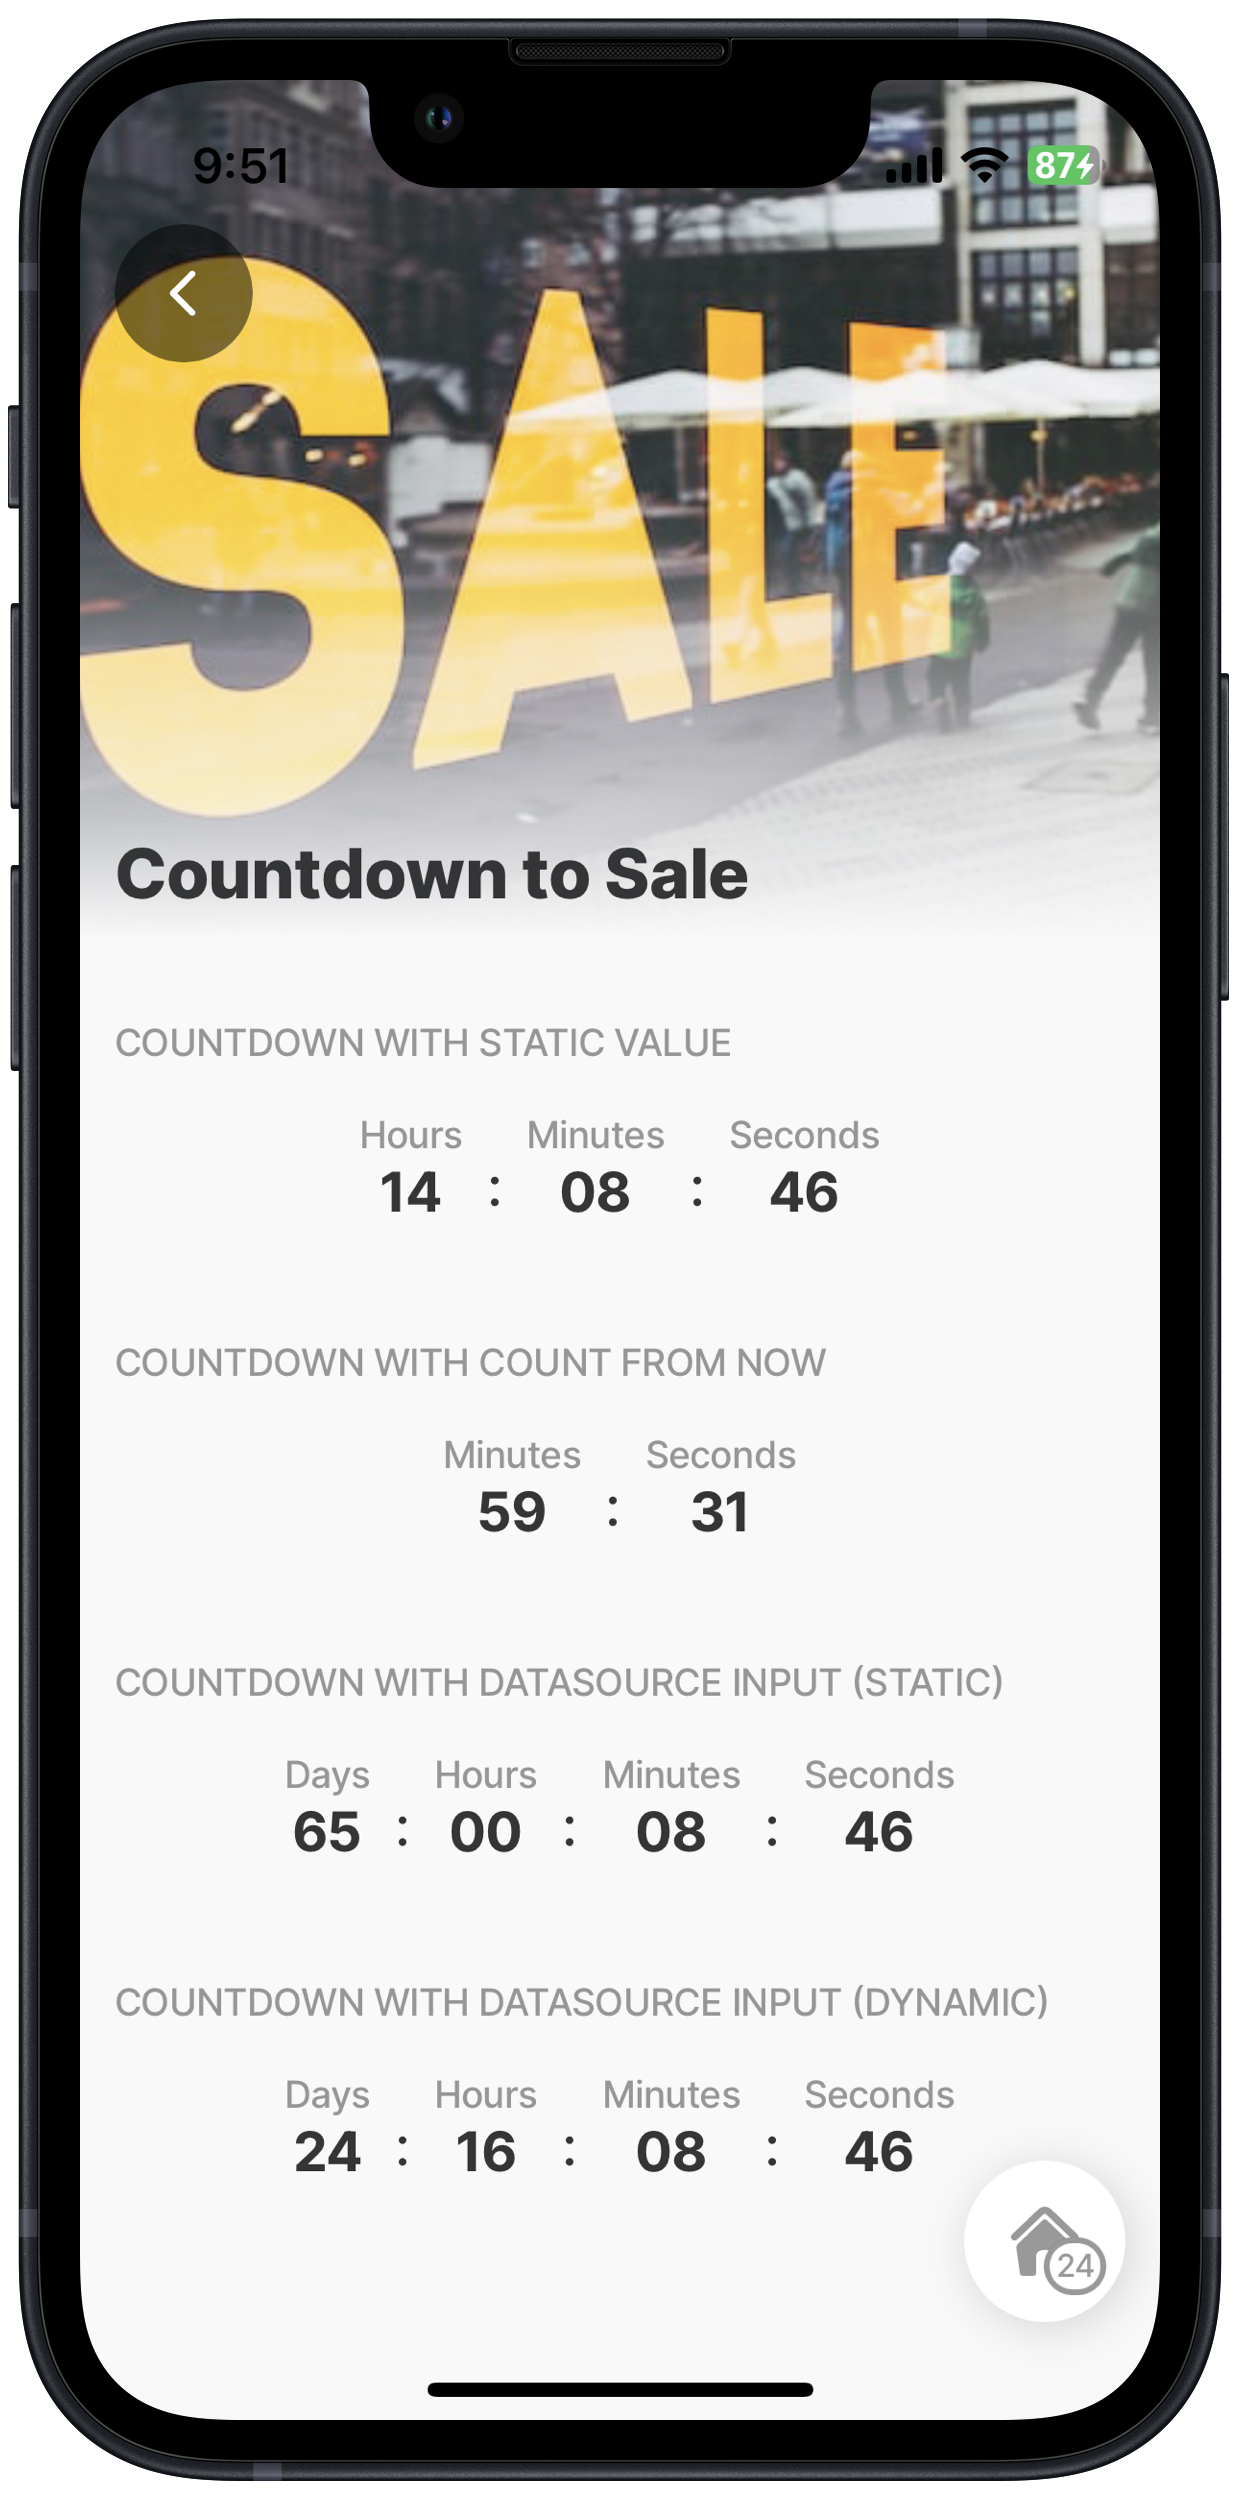 9:51
87
SALE
Countdown to Sale
COUNTDOWN WITH STATIC VALUE
Hours Minutes Seconds
14 : 08 : 46
COUNTDOWN WITH COUNT FROM NOW
Minutes Seconds
59 : 31
COUNTDOWN WITH DATASOURCE INPUT (STATIC)
Days Hours Minutes Seconds
65 : 00 : 08 : 46
COUNTDOWN WITH DATASOURCE INPUT (DYNAMIC)
Days Hours Minutes Seconds
24 : 16 : 08 : 46
24